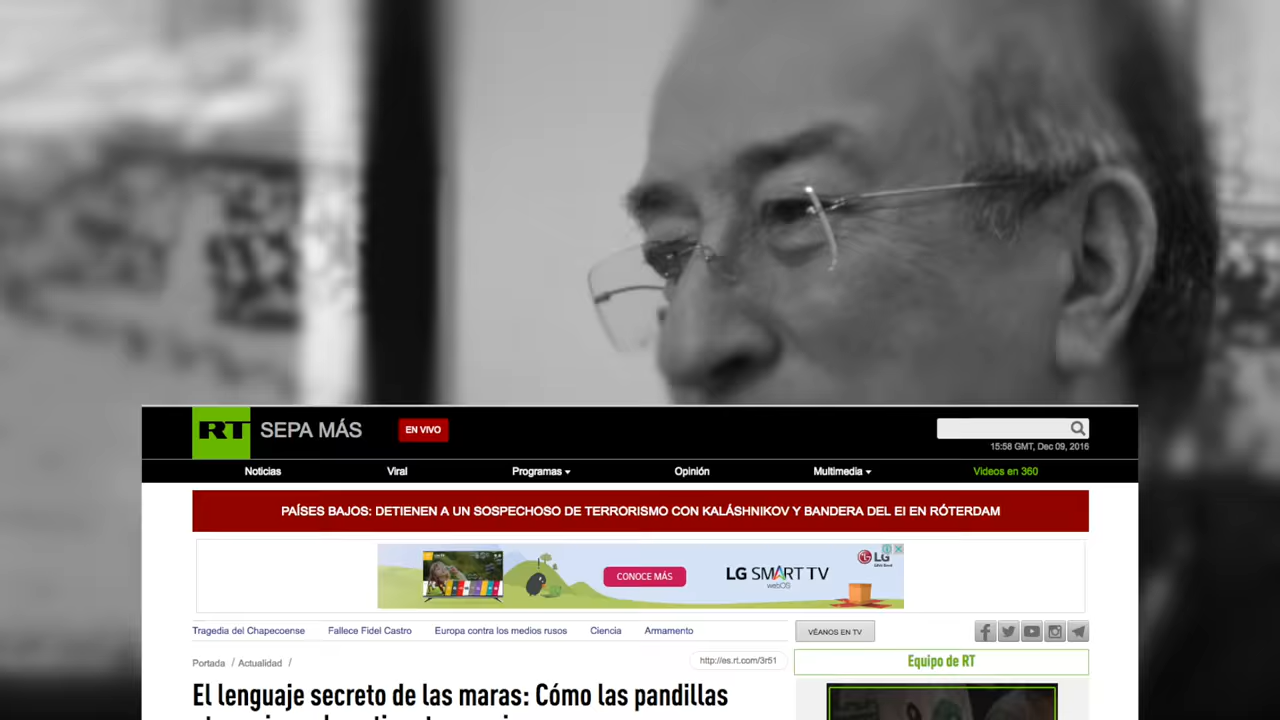 RT SEPA MÁS EN VIVO
15:58 GMT, Dec 09, 2016
Noticias Viral Programas Opinión Multimedia Videos en 360
PAÍSES BAJOS: DETIENEN A UN SOSPECHOSO DE TERRORISMO CON KALÁSHNIKOV Y BANDERA DEL EI EN RÓTERDAM
CONOCE MÁS LG SMART TV LG
webOS
Tragedia del Chapecoense Fallece Fidel Castro Europa contra los medios rusos Ciencia Armamento VÉANOS EN TV
Portada / Actualidad / http://es.rt.com/3r51 Equipo de RT
El lenguaje secreto de las maras: Cómo las pandillas